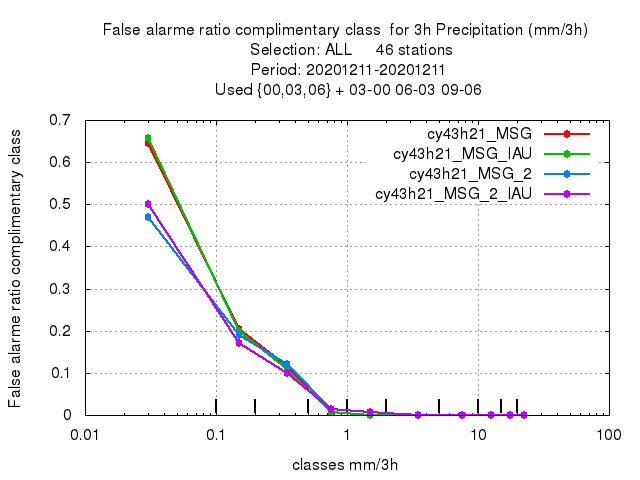 False alarme ratio complimentary class  for 3h Precipitation (mm/3h)
Selection: ALL     46 stations
Period: 20201211-20201211
Used {00,03,06} + 03-00 06-03 09-06
cy43h21_MSG
cy43h21_MSG_IAU
cy43h21_MSG_2
cy43h21_MSG_2_IAU
False alarme ratio complimentary class
0.7
0.6
0.5
0.4
0.3
0.2
0.1
0
0.01 0.1 1 10 100
classes mm/3h